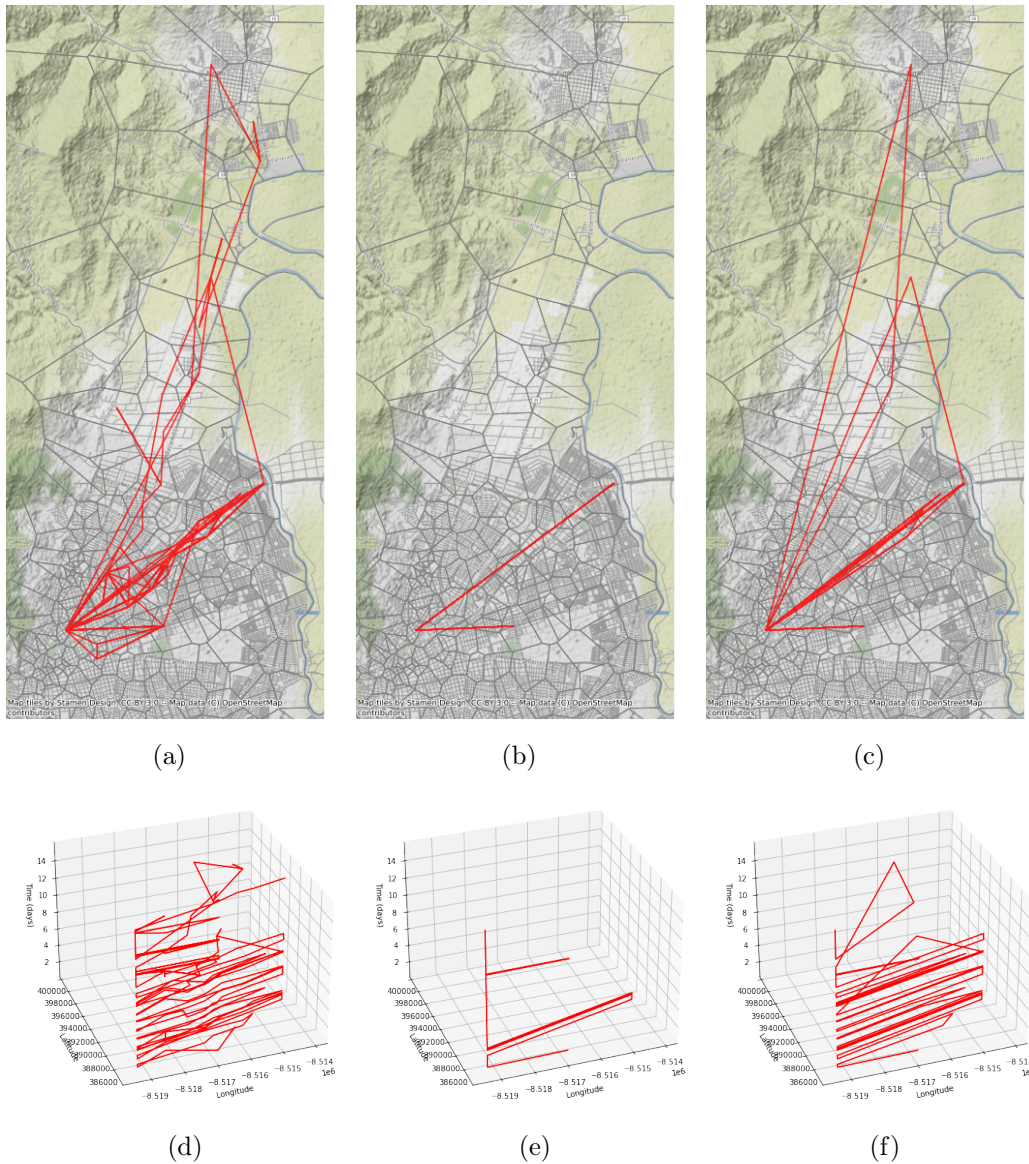 Map tiles by Stamen Design, CC BY 3.0 -- Map data (C) OpenStreetMap
contributors
Map tiles by Stamen Design, CC BY 3.0 -- Map data (C) OpenStreetMap
contributors
Map tiles by Stamen Design, CC BY 3.0 -- Map data (C) OpenStreetMap
contributors
(a)
(b)
(c)
14
12
10
8
6
4
2
Time (days)
400000
398000
396000
394000
392000
390000
388000
386000
Latitude
−8.519
−8.518
−8.517
−8.516
−8.515
−8.514
1e6
Longitude
14
12
10
8
6
4
2
Time (days)
400000
398000
396000
394000
392000
390000
388000
386000
Latitude
−8.519
−8.518
−8.517
−8.516
−8.515
−8.514
1e6
Longitude
14
12
10
8
6
4
2
Time (days)
400000
398000
396000
394000
392000
390000
388000
386000
Latitude
−8.519
−8.518
−8.517
−8.516
−8.515
−8.514
Longitude
(d)
(e)
(f)